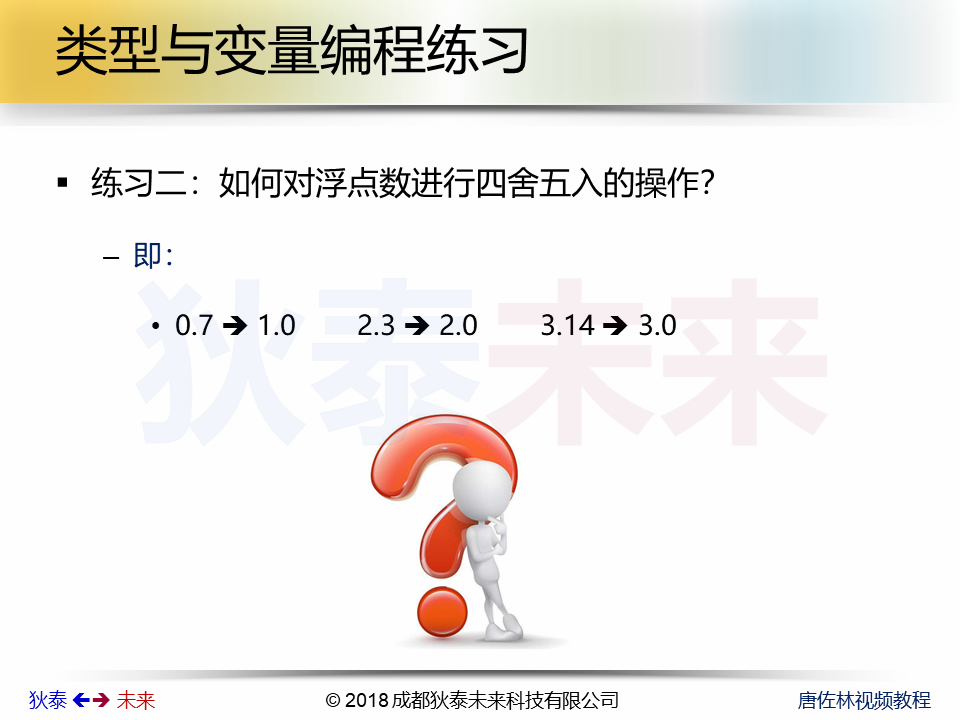 类型与变量编程练习
▪ 练习二：如何对浮点数进行四舍五入的操作？
– 即：
• 0.7 🡺 1.0 2.3 🡺 2.0 3.14 🡺 3.0
狄泰未来
狄泰 🡸🡺 未来
© 2018 成都狄泰未来科技有限公司
唐佐林视频教程